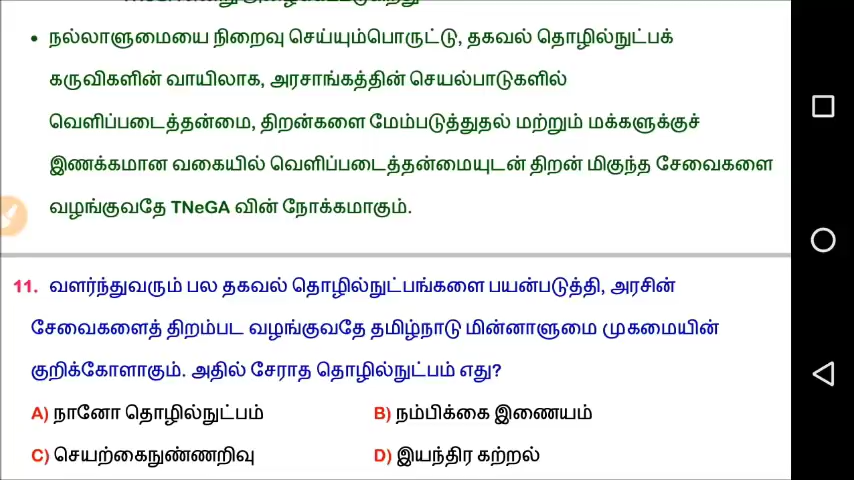 நல்லாளுமையை நிறைவு செய்யும்பொருட்டு, தகவல் தொழில்நுட்பக்
கருவிகளின் வாயிலாக, அரசாங்கத்தின் செயல்பாடுகளில்
வெளிப்படைத்தன்மை, திறன்களை மேம்படுத்துதல் மற்றும் மக்களுக்குச்
இணக்கமான வகையில் வெளிப்படைத்தன்மையுடன் திறன் மிகுந்த சேவைகளை
வழங்குவதே TNeGA வின் நோக்கமாகும்.
11. வளர்ந்துவரும் பல தகவல் தொழில்நுட்பங்களை பயன்படுத்தி, அரசின்
சேவைகளைத் திறம்பட வழங்குவதே தமிழ்நாடு மின்னாளுமை முகமையின்
குறிக்கோளாகும். அதில் சேராத தொழில்நுட்பம் எது?
A) நானோ தொழில்நுட்பம் B) நம்பிக்கை இணையம்
C) செயற்கைநுண்ணறிவு D) இயந்திர கற்றல்